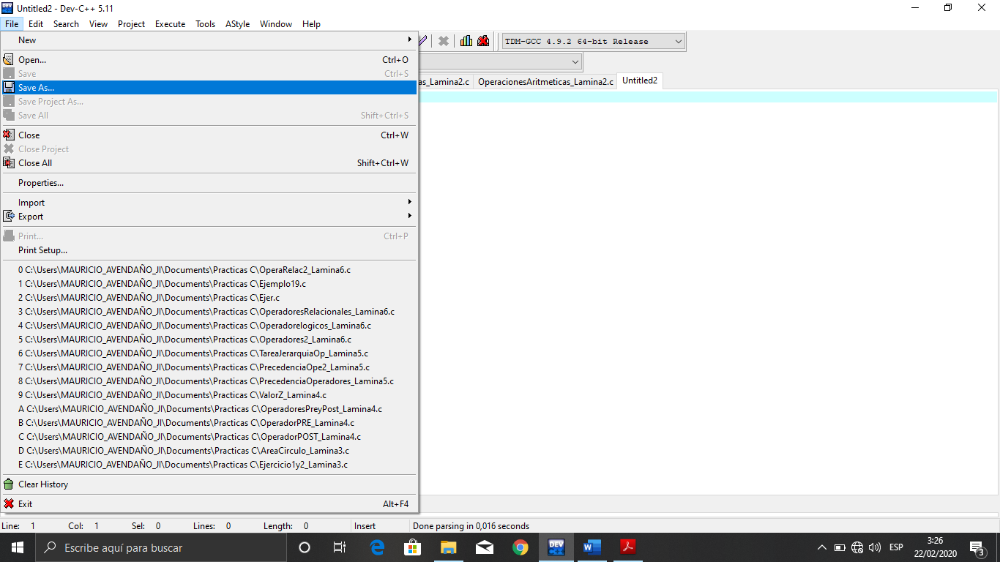 Untitled2 - Dev-C++ 5.11
File Edit Search View Project Execute Tools AStyle Window Help
New
TDM-GCC 4.9.2 64-bit Release
Open... Ctrl+O
Save Ctrl+S
as_Lamina2.c OperacionesAritmeticas_Lamina2.c Untitled2
Save As...
Save Project As...
Save All Shift+Ctrl+S
Close Ctrl+W
Close Project
Close All Shift+Ctrl+W
Properties...
Import
Export
Print... Ctrl+P
Print Setup...
0 C:\Users\MAURICIO_AVENDAÑO_JI\Documents\Practicas C\OperaRelac2_Lamina6.c
1 C:\Users\MAURICIO_AVENDAÑO_JI\Documents\Practicas C\Ejemplo19.c
2 C:\Users\MAURICIO_AVENDAÑO_JI\Documents\Practicas C\Ejer.c
3 C:\Users\MAURICIO_AVENDAÑO_JI\Documents\Practicas C\OperadoresRelacionales_Lamina6.c
4 C:\Users\MAURICIO_AVENDAÑO_JI\Documents\Practicas C\Operadorelogicos_Lamina6.c
5 C:\Users\MAURICIO_AVENDAÑO_JI\Documents\Practicas C\Operadores2_Lamina6.c
6 C:\Users\MAURICIO_AVENDAÑO_JI\Documents\Practicas C\TareaJerarquiaOp_Lamina5.c
7 C:\Users\MAURICIO_AVENDAÑO_JI\Documents\Practicas C\PrecedenciaOpe2_Lamina5.c
8 C:\Users\MAURICIO_AVENDAÑO_JI\Documents\Practicas C\PrecedenciaOperadores_Lamina5.c
9 C:\Users\MAURICIO_AVENDAÑO_JI\Documents\Practicas C\ValorZ_Lamina4.c
A C:\Users\MAURICIO_AVENDAÑO_JI\Documents\Practicas C\OperadoresPreyPost_Lamina4.c
B C:\Users\MAURICIO_AVENDAÑO_JI\Documents\Practicas C\OperadorPRE_Lamina4.c
C C:\Users\MAURICIO_AVENDAÑO_JI\Documents\Practicas C\OperadorPOST_Lamina4.c
D C:\Users\MAURICIO_AVENDAÑO_JI\Documents\Practicas C\AreaCirculo_Lamina3.c
E C:\Users\MAURICIO_AVENDAÑO_JI\Documents\Practicas C\Ejercicio1y2_Lamina3.c
Clear History
Exit Alt+F4
Line: 1 Col: 1 Sel: 0 Lines: 0 Length: 0 Insert Done parsing in 0,016 seconds
Escribe aquí para buscar
DEV
ESP
3:26
22/02/2020
3